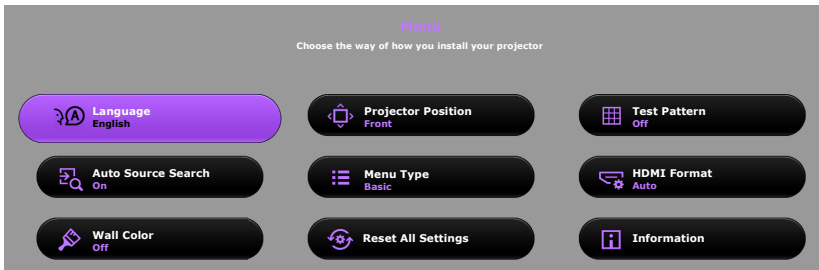 Menu
Choose the way of how you install your projector
Language
English
Projector Position
Front
Test Pattern
Off
Auto Source Search
On
Menu Type
Basic
HDMI Format
Auto
Wall Color
Off
Reset All Settings
Information